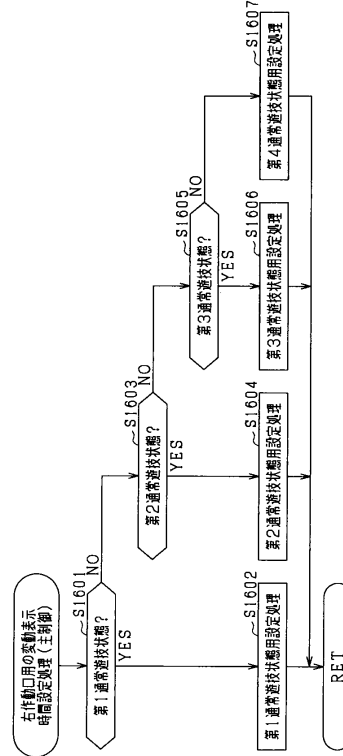 右作動口用の変動表示
時間設定処理(主制御)
S1601
第1通常遊技状態?
NO
YES
S1603
第2通常遊技状態?
NO
YES
S1605
第3通常遊技状態?
NO
YES
S1602
第1通常遊技状態用設定処理
S1604
第2通常遊技状態用設定処理
S1606
第3通常遊技状態用設定処理
S1607
第4通常遊技状態用設定処理
RET